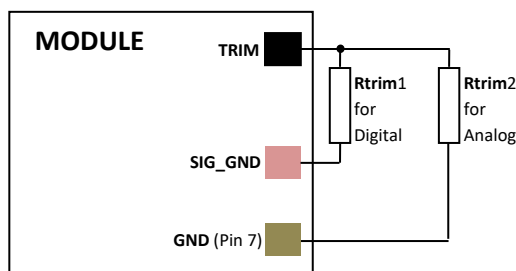 MODULE
TRIM
Rtrim1
for
Digital
Rtrim2
for
Analog
SIG_GND
GND (Pin 7)